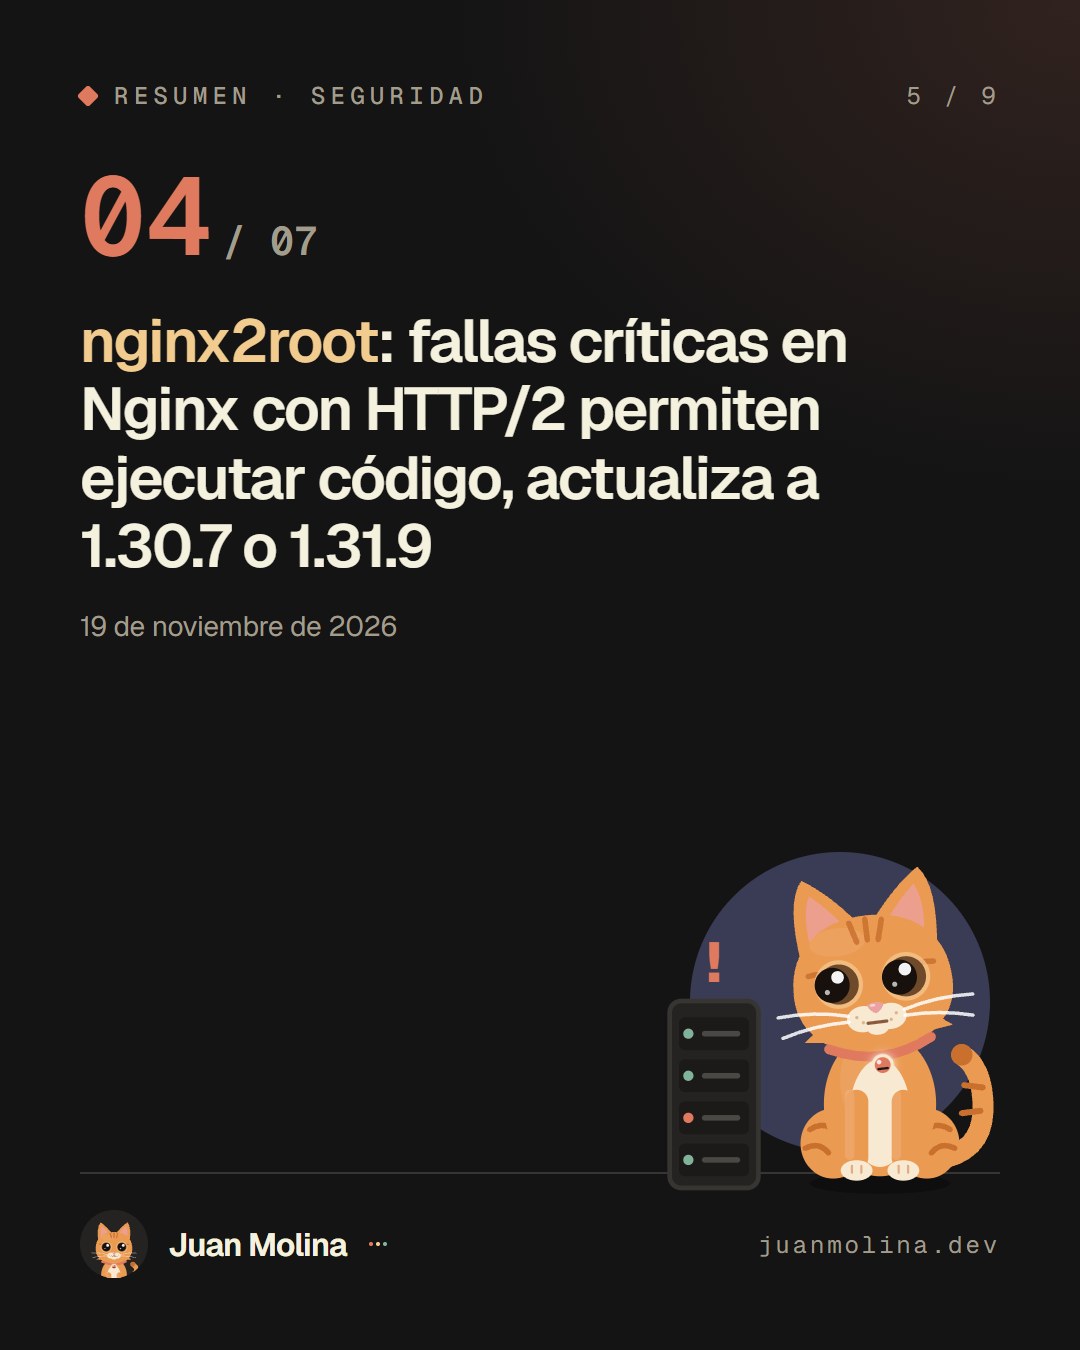 RESUMEN · SEGURIDAD
5 / 9
04 / 07
nginx2root: fallas críticas en
Nginx con HTTP/2 permiten
ejecutar código, actualiza a
1.30.7 o 1.31.9
19 de noviembre de 2026
!
Juan Molina
juanmolina.dev